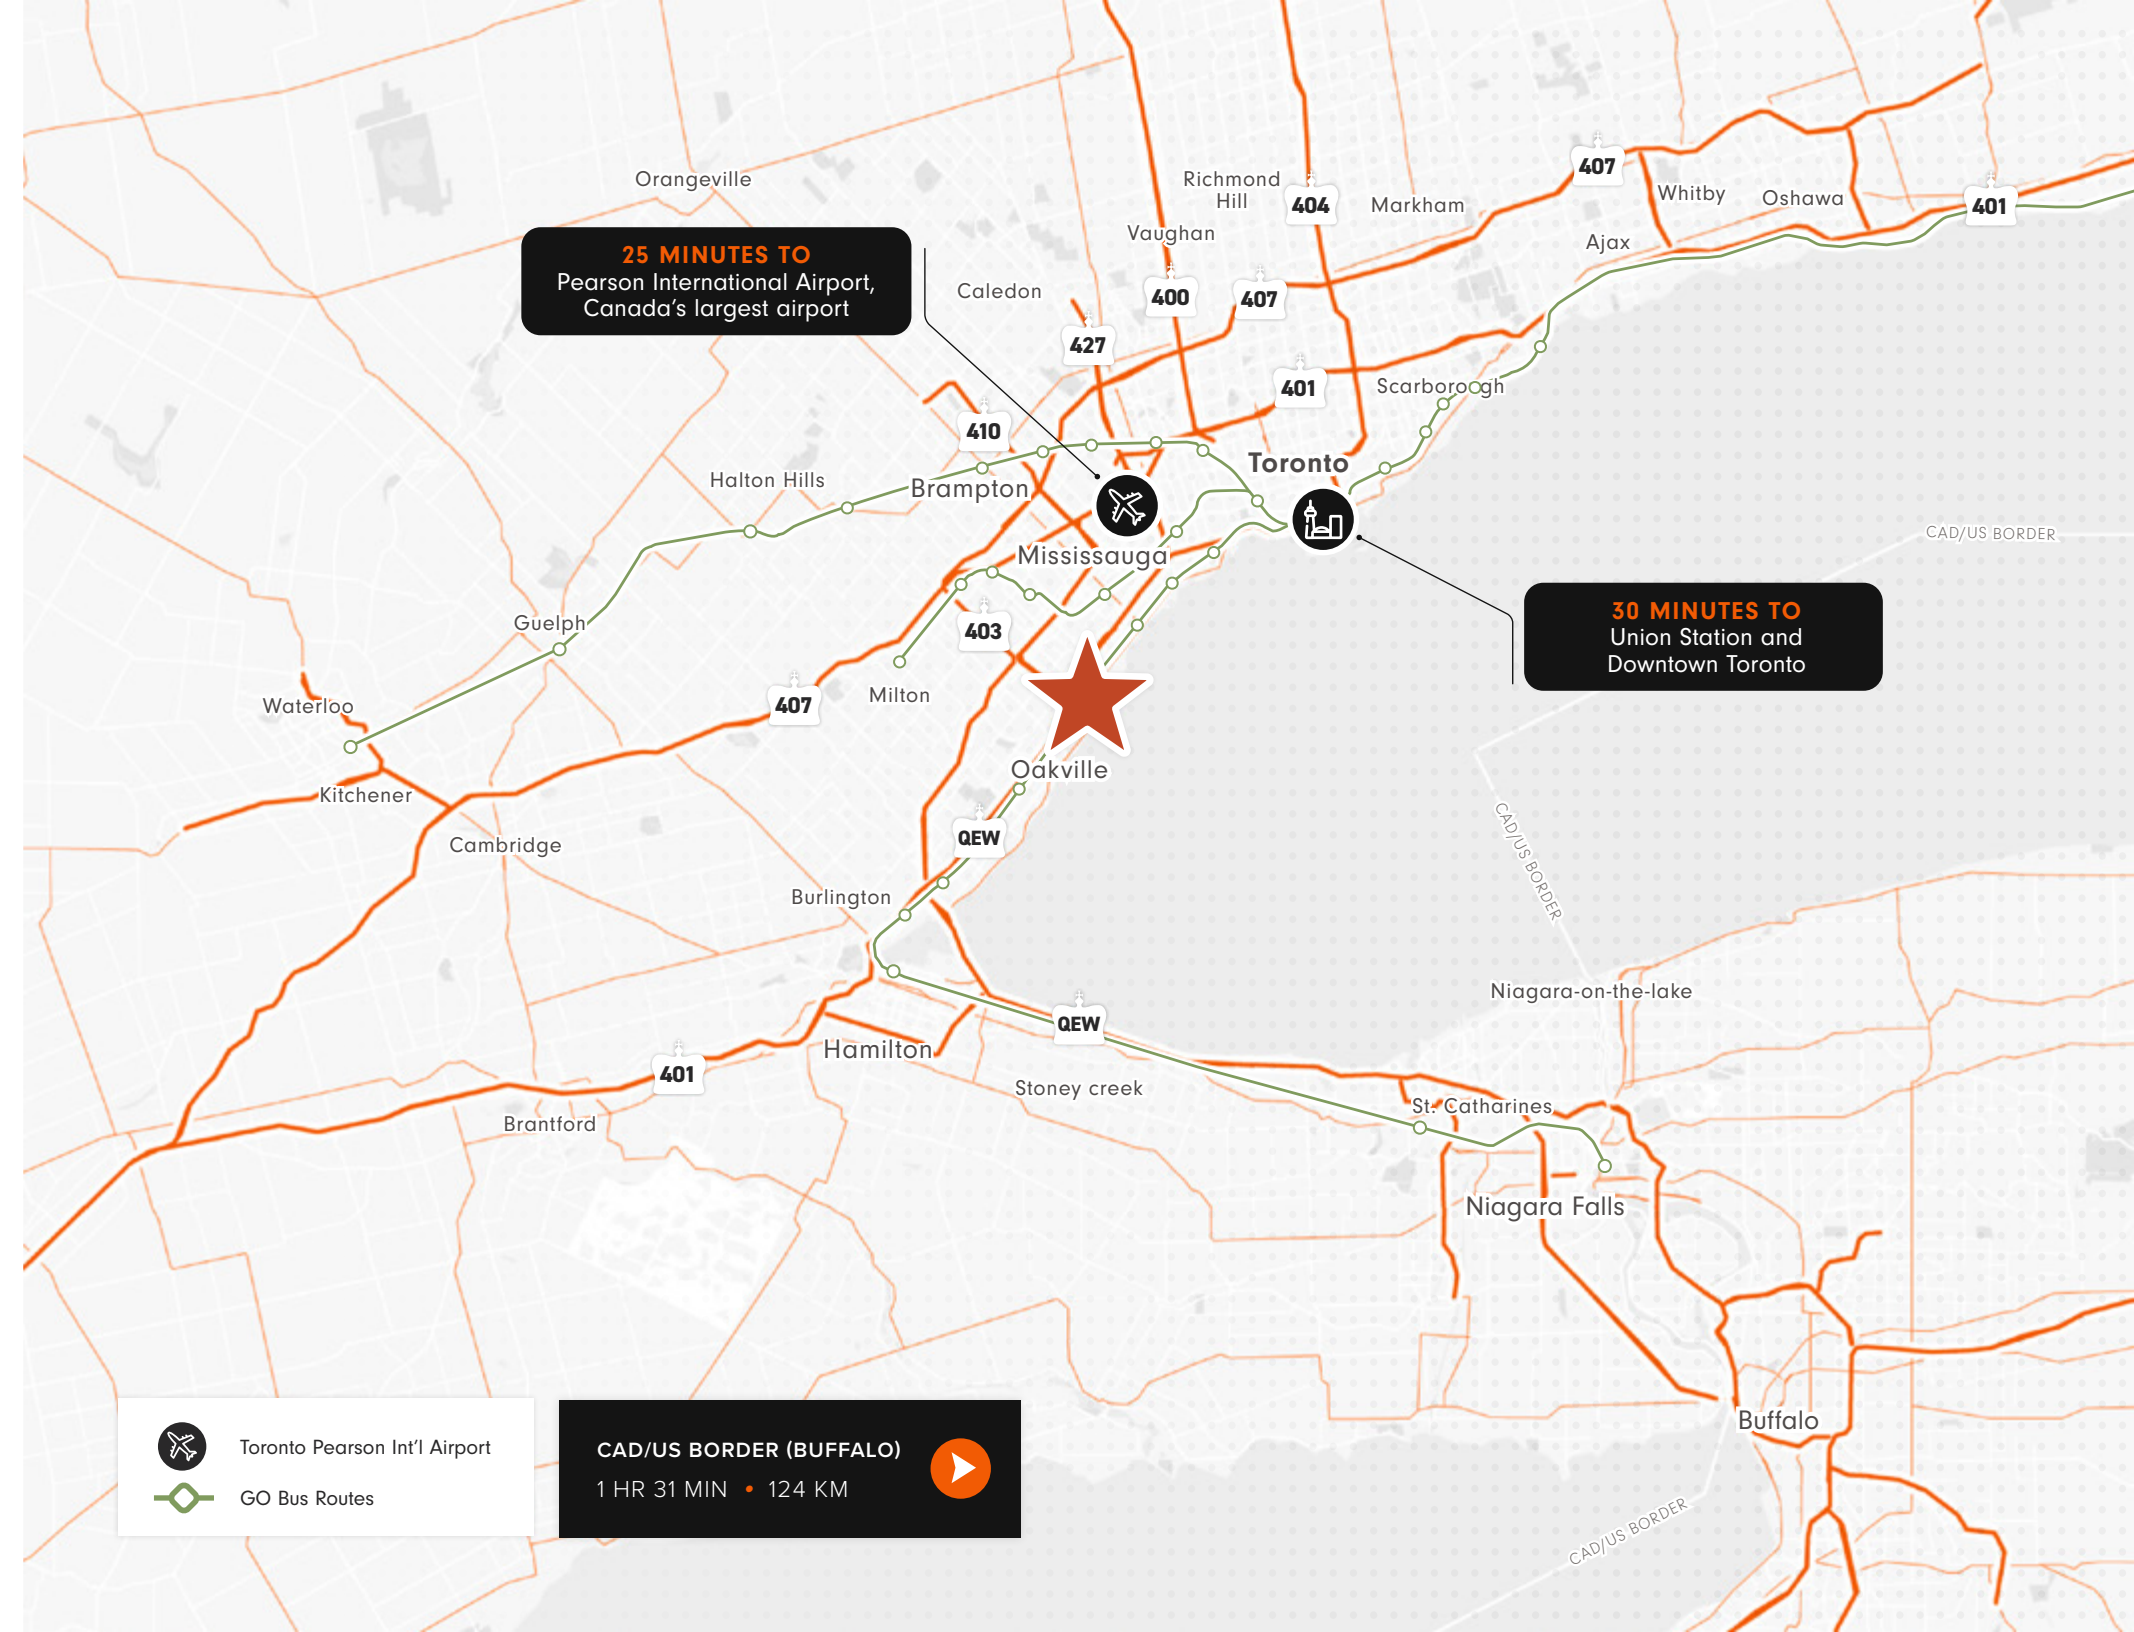 407
Orangeville
Richmond
Hill
404
Markham
Whitby
Oshawa
401
Vaughan
Ajax
25 MINUTES TO
Pearson International Airport,
Canada's largest airport
Caledon
400
407
427
401
Scarborough
410
Toronto
Halton Hills
Brampton
CAD/US BORDER
Mississauga
30 MINUTES TO
Union Station and
Downtown Toronto
Guelph
403
Waterloo
407
Milton
Oakville
Kitchener
QEW
Cambridge
CAD/US BORDER
Burlington
Niagara-on-the-lake
QEW
Hamilton
401
Stoney creek
St. Catharines
Brantford
Niagara Falls
Buffalo
Toronto Pearson Int'l Airport
GO Bus Routes
CAD/US BORDER (BUFFALO)
1 HR 31 MIN • 124 KM
CAD/US BORDER